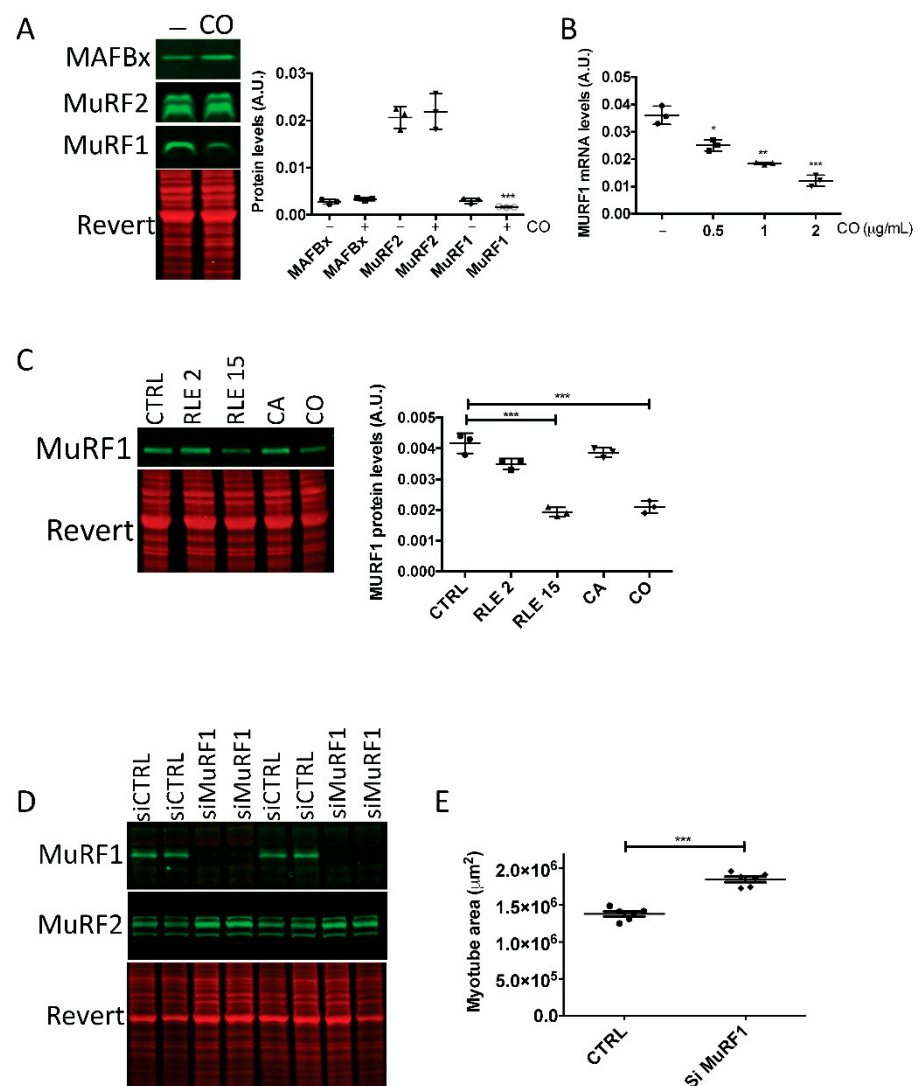 A
— CO
MAFBx
MuRF2
MuRF1
Revert
Protein levels (A.U.)
0.03
0.02
0.01
0.00
***
– + – + – + CO
MAFBx MAFBx MuRF2 MuRF2 MuRF1 MuRF1
B
MURF1 mRNA levels (A.U.)
0.05
0.04
0.03
0.02
0.01
0.00
*
**
***
– 0.5 1 2 CO (μg/mL)
C
CTRL RLE 2 RLE 15 CA CO
MuRF1
Revert
MURF1 protein levels (A.U.)
0.005
0.004
0.003
0.002
0.001
0.000
***
***
CTRL RLE 2 RLE 15 CA CO
D
siCTRL siCTRL siMuRF1 siMuRF1 siCTRL siCTRL siMuRF1 siMuRF1
MuRF1
MuRF2
Revert
E
Myotube area (μm²)
2.0×10⁶
1.5×10⁶
1.0×10⁶
5.0×10⁵
0.0
***
CTRL Si MuRF1